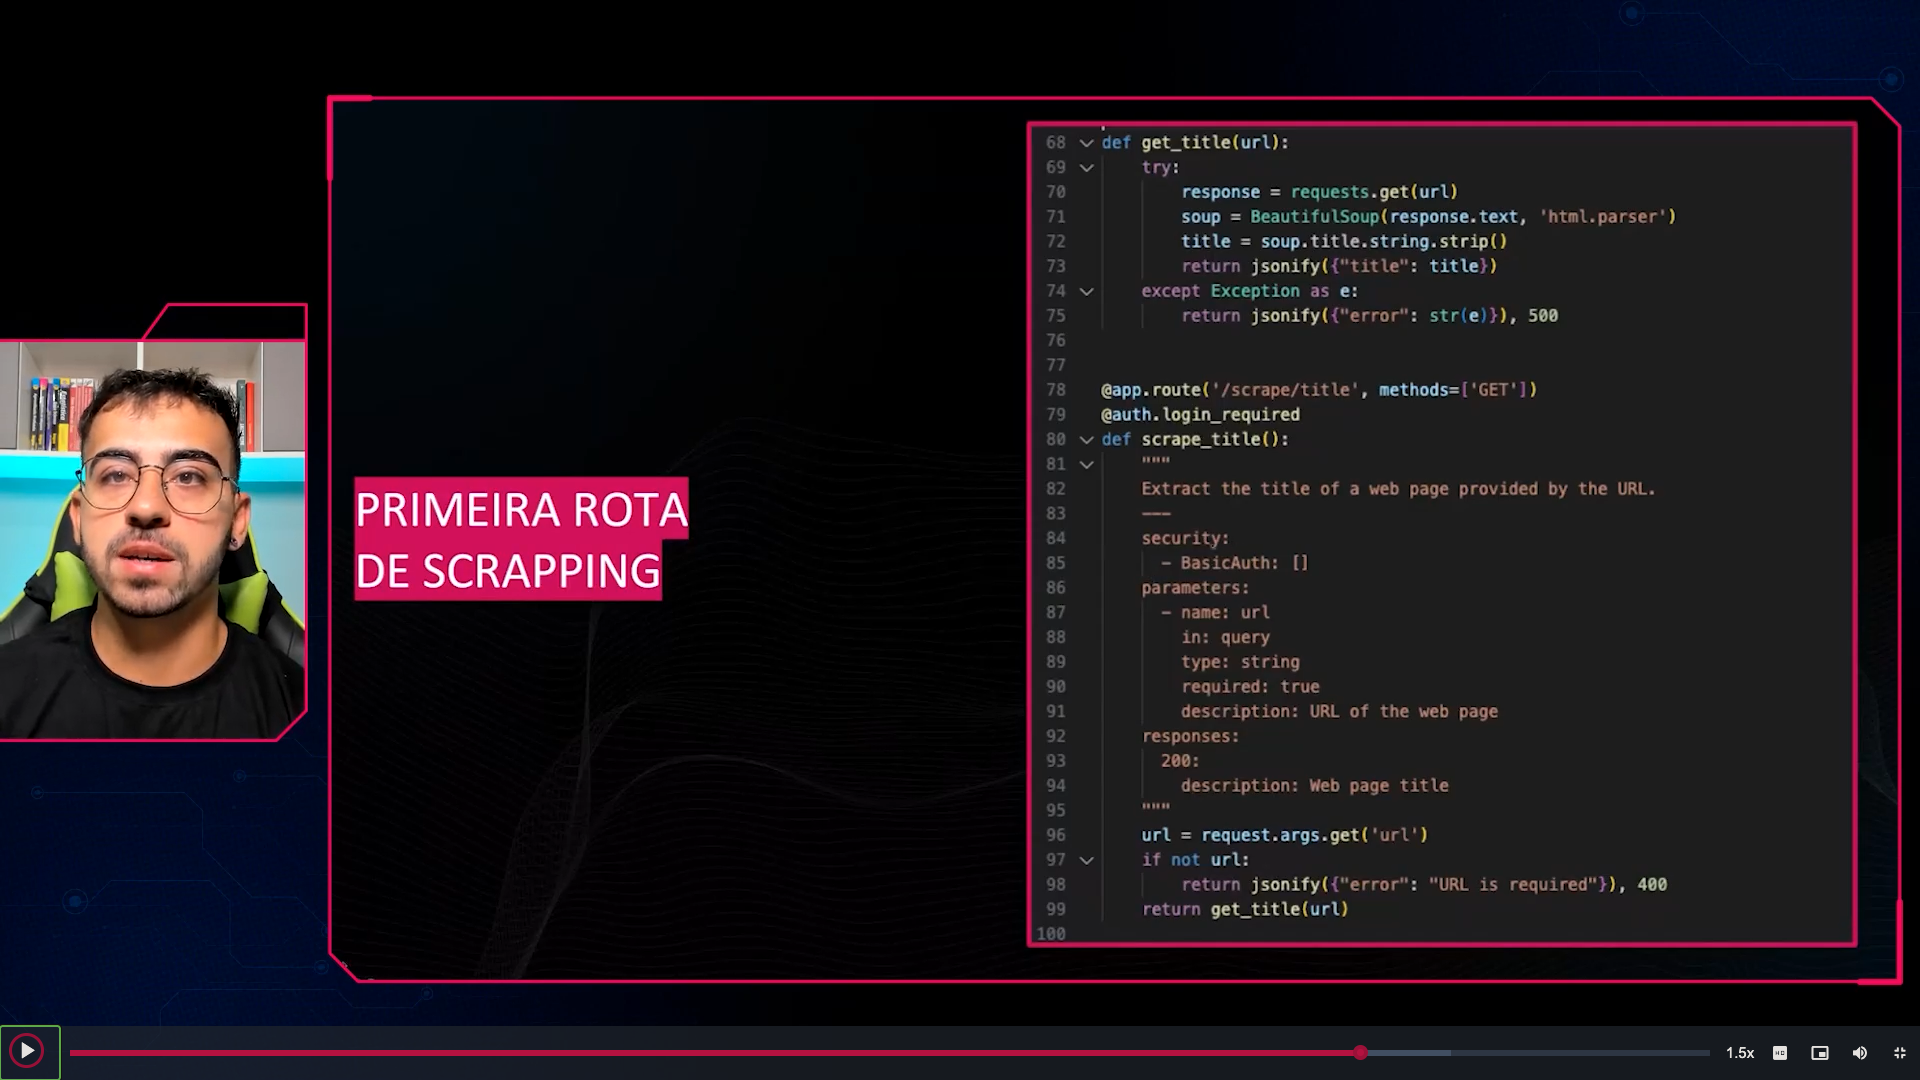 PRIMEIRA ROTA
DE SCRAPPING
68 def get_title(url):
69 try:
70 response = requests.get(url)
71 soup = BeautifulSoup(response.text, 'html.parser')
72 title = soup.title.string.strip()
73 return jsonify({"title": title})
74 except Exception as e:
75 return jsonify({"error": str(e)}), 500
76
77
78 @app.route('/scrape/title', methods=['GET'])
79 @auth.login_required
80 def scrape_title():
81 """
82 Extract the title of a web page provided by the URL.
83 ---
84 security:
85 - BasicAuth: []
86 parameters:
87 - name: url
88 in: query
89 type: string
90 required: true
91 description: URL of the web page
92 responses:
93 200:
94 description: Web page title
95 """
96 url = request.args.get('url')
97 if not url:
98 return jsonify({"error": "URL is required"}), 400
99 return get_title(url)
100
1.5x